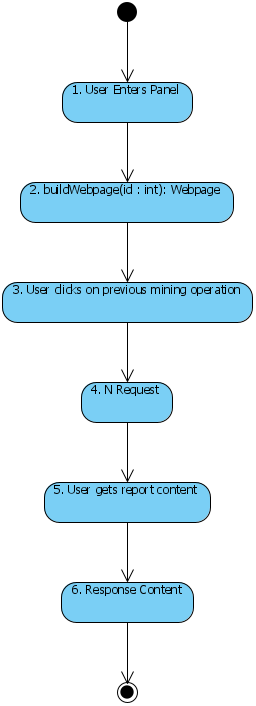 1. User Enters Panel
2. buildWebpage(id : int): Webpage
3. User clicks on previous mining operation
4. N Request
5. User gets report content
6. Response Content